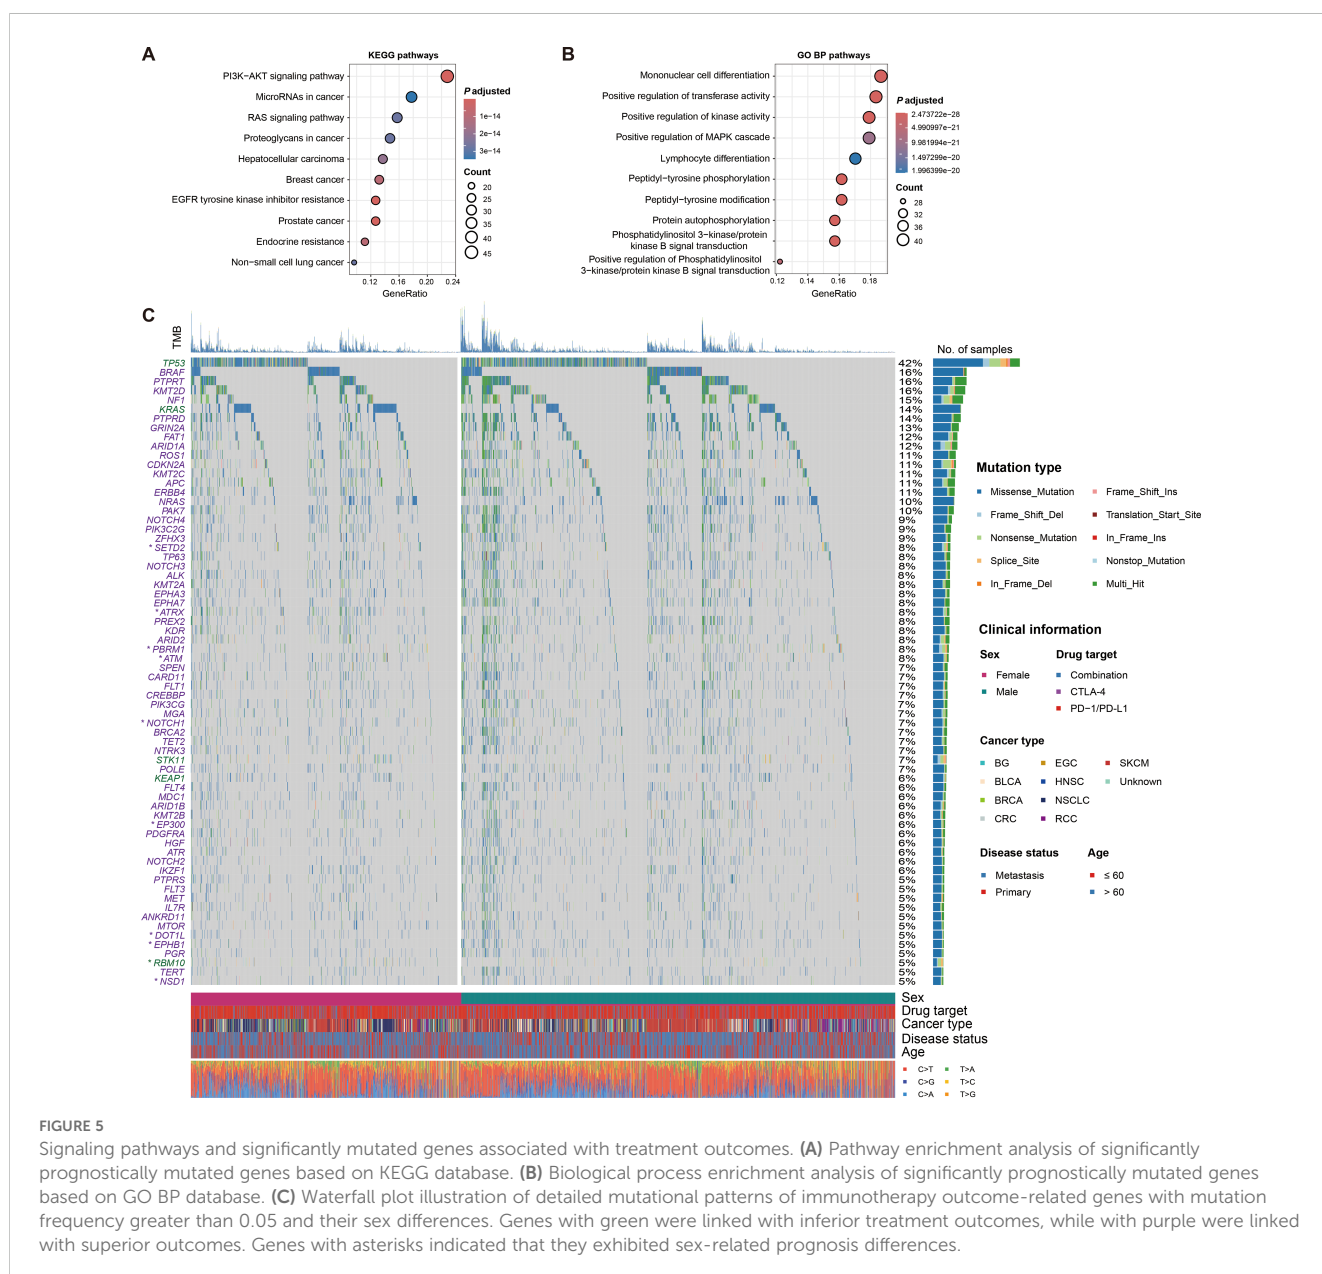 A
KEGG pathways
PI3K−AKT signaling pathway
MicroRNAs in cancer
RAS signaling pathway
Proteoglycans in cancer
Hepatocellular carcinoma
Breast cancer
EGFR tyrosine kinase inhibitor resistance
Prostate cancer
Endocrine resistance
Non−small cell lung cancer
0.12 0.16 0.20 0.24
GeneRatio
P adjusted
1e−14
2e−14
3e−14
Count
20
25
30
35
40
45
B
GO BP pathways
Mononuclear cell differentiation
Positive regulation of transferase activity
Positive regulation of kinase activity
Positive regulation of MAPK cascade
Lymphocyte differentiation
Peptidyl−tyrosine phosphorylation
Peptidyl−tyrosine modification
Protein autophosphorylation
Phosphatidylinositol 3−kinase/protein
kinase B signal transduction
Positive regulation of Phosphatidylinositol
3−kinase/protein kinase B signal transduction
0.12 0.14 0.16 0.18
GeneRatio
P adjusted
2.473722e−28
4.990997e−21
9.981994e−21
1.497299e−20
1.996399e−20
Count
28
32
36
40
C
TMB
No. of samples
TP53 42%
BRAF 16%
PTPRT 16%
KMT2D 16%
NF1 15%
KRAS 14%
PTPRD 14%
GRIN2A 13%
FAT1 12%
ARID1A 12%
ROS1 11%
CDKN2A 11%
KMT2C 11%
APC 11%
ERBB4 11%
NRAS 10%
PAK7 10%
NOTCH4 9%
PIK3C2G 9%
ZFHX3 9%
* SETD2 8%
TP63 8%
NOTCH3 8%
ALK 8%
KMT2A 8%
EPHA3 8%
EPHA7 8%
* ATRX 8%
PREX2 8%
KDR 8%
ARID2 8%
* PBRM1 8%
* ATM 8%
SPEN 7%
CARD11 7%
FLT1 7%
CREBBP 7%
PIK3CG 7%
MGA 7%
* NOTCH1 7%
BRCA2 7%
TET2 7%
NTRK3 7%
STK11 7%
POLE 7%
KEAP1 6%
FLT4 6%
MDC1 6%
ARID1B 6%
KMT2B 6%
* EP300 6%
PDGFRA 6%
HGF 6%
ATR 6%
NOTCH2 6%
IKZF1 6%
PTPRS 5%
FLT3 5%
MET 5%
IL7R 5%
ANKRD11 5%
MTOR 5%
* DOT1L 5%
* EPHB1 5%
PGR 5%
* RBM10 5%
TERT 5%
* NSD1 5%
Sex
Drug target
Cancer type
Disease status
Age
C>T T>A
C>G T>C
C>A T>G
Mutation type
Missense_Mutation Frame_Shift_Ins
Frame_Shift_Del Translation_Start_Site
Nonsense_Mutation In_Frame_Ins
Splice_Site Nonstop_Mutation
In_Frame_Del Multi_Hit
Clinical information
Sex Drug target
Female Combination
Male CTLA-4
PD−1/PD-L1
Cancer type
BG EGC SKCM
BLCA HNSC Unknown
BRCA NSCLC
CRC RCC
Disease status Age
Metastasis ≤ 60
Primary > 60
FIGURE 5
Signaling pathways and significantly mutated genes associated with treatment outcomes. (A) Pathway enrichment analysis of significantly
prognostically mutated genes based on KEGG database. (B) Biological process enrichment analysis of significantly prognostically mutated genes
based on GO BP database. (C) Waterfall plot illustration of detailed mutational patterns of immunotherapy outcome-related genes with mutation
frequency greater than 0.05 and their sex differences. Genes with green were linked with inferior treatment outcomes, while with purple were linked
with superior outcomes. Genes with asterisks indicated that they exhibited sex-related prognosis differences.